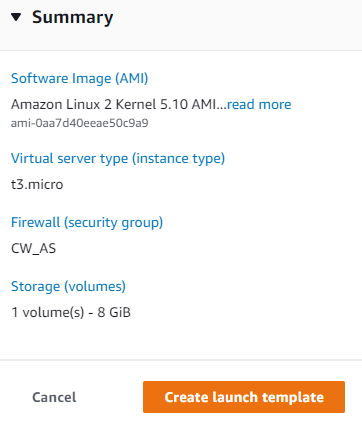 Summary
Software Image (AMI)
Amazon Linux 2 Kernel 5.10 AMI...read more
ami-0aa7d40eeae50c9a9
Virtual server type (instance type)
t3.micro
Firewall (security group)
CW_AS
Storage (volumes)
1 volume(s) - 8 GiB
Cancel
Create launch template